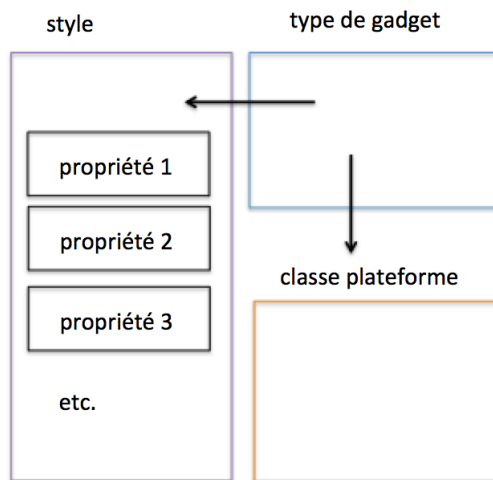 style
type de gadget
propriété 1
propriété 2
propriété 3
etc.
classe plateforme